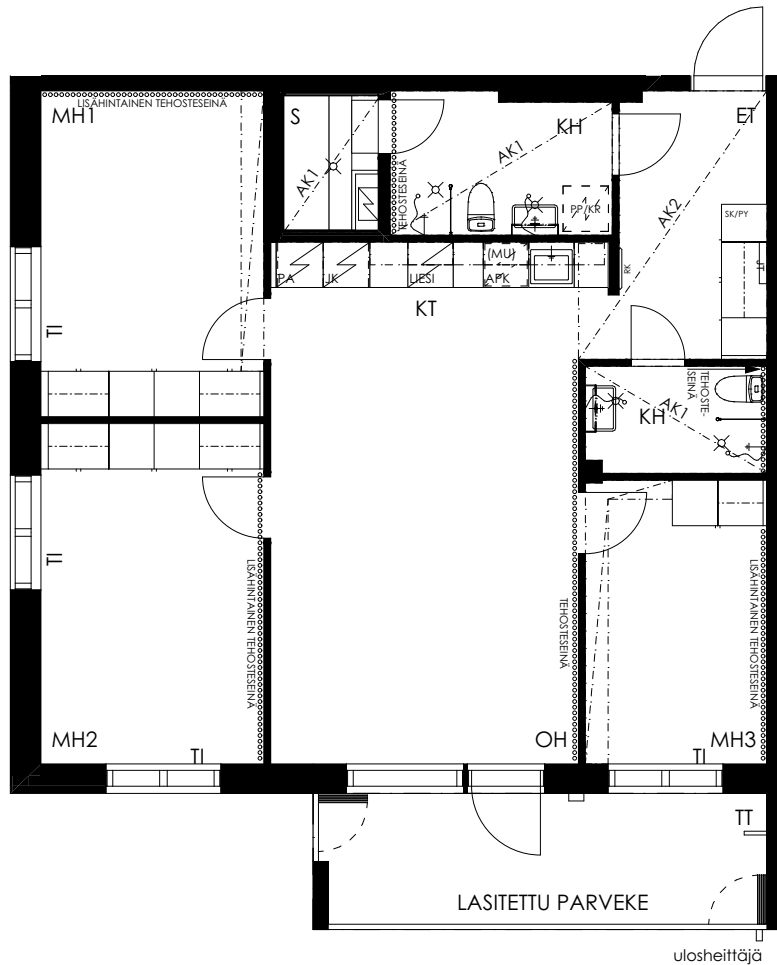 LISÄHINTAINEN TEHOSTESEINÄ
MH1
S
KH
ET
AK1
AK1
TEHOSTESEINÄ
PP/KR
AK2
SK/PY
JT
RK
PA
JK
LIESI
(MU)
APK
KT
TI
TEHOSTE-
SEINÄ
KH
AK1
TI
LISÄHINTAINEN TEHOSTESEINÄ
TEHOSTESEINÄ
LISÄHINTAINEN TEHOSTESEINÄ
MH2
TI
OH
MH3
TI
TT
LASITETTU PARVEKE
ulosheittäjä